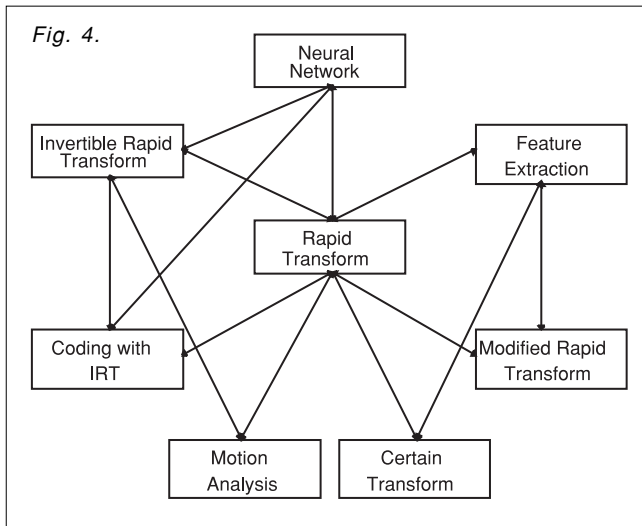 Fig. 4.
Neural
Network
Invertible Rapid
Transform
Feature
Extraction
Rapid
Transform
Coding with
IRT
Modified Rapid
Transform
Motion
Analysis
Certain
Transform